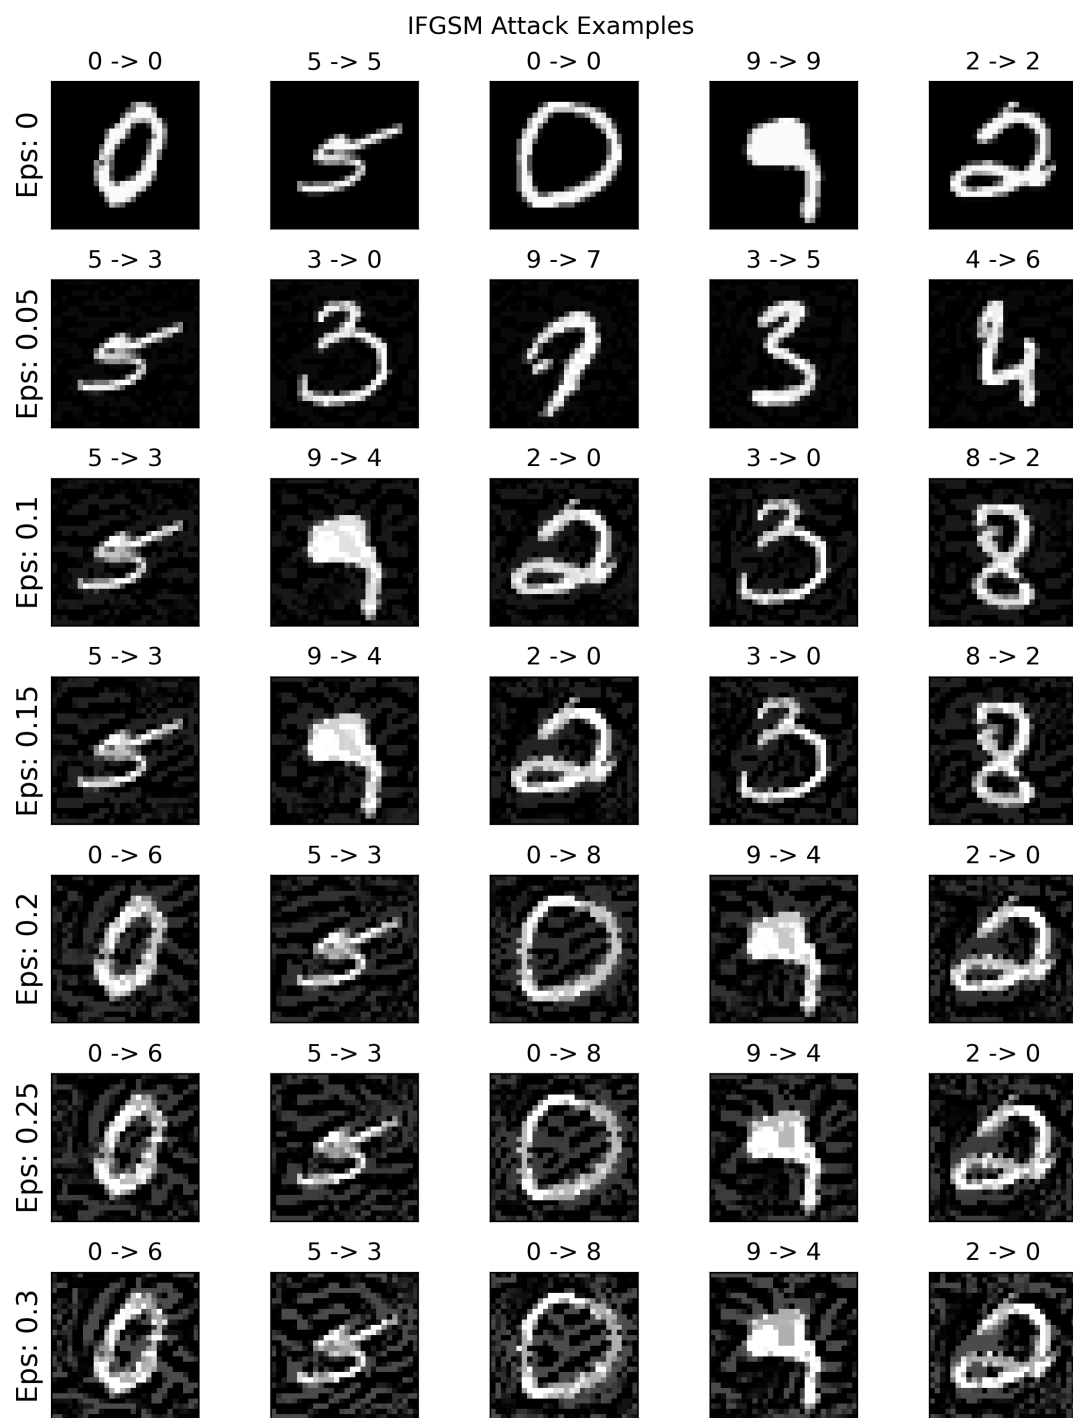 IFGSM Attack Examples
0 -> 0 5 -> 5 0 -> 0 9 -> 9 2 -> 2
Eps: 0
5 -> 3 3 -> 0 9 -> 7 3 -> 5 4 -> 6
Eps: 0.05
5 -> 3 9 -> 4 2 -> 0 3 -> 0 8 -> 2
Eps: 0.1
5 -> 3 9 -> 4 2 -> 0 3 -> 0 8 -> 2
Eps: 0.15
0 -> 6 5 -> 3 0 -> 8 9 -> 4 2 -> 0
Eps: 0.2
0 -> 6 5 -> 3 0 -> 8 9 -> 4 2 -> 0
Eps: 0.25
0 -> 6 5 -> 3 0 -> 8 9 -> 4 2 -> 0
Eps: 0.3